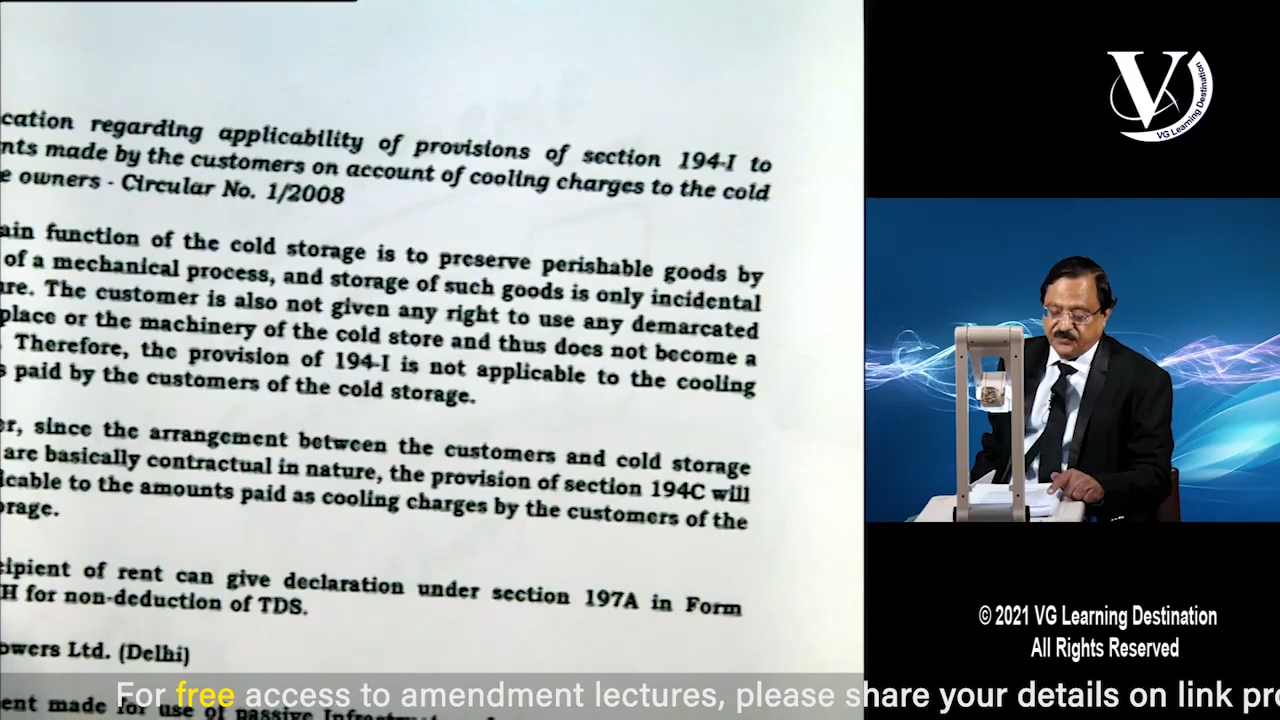 cation regarding applicability of provisions of section 194-I to
nts made by the customers on account of cooling charges to the cold
e owners - Circular No. 1/2008
ain function of the cold storage is to preserve perishable goods by
of a mechanical process, and storage of such goods is only incidental
ure. The customer is also not given any right to use any demarcated
place or the machinery of the cold store and thus does not become a
. Therefore, the provision of 194-I is not applicable to the cooling
s paid by the customers of the cold storage.
er, since the arrangement between the customers and cold storage
are basically contractual in nature, the provision of section 194C will
icable to the amounts paid as cooling charges by the customers of the
orage.
cipient of rent can give declaration under section 197A in Form
H for non-deduction of TDS.
owers Ltd. (Delhi)
ent made for use of passive
V
VG Learning Destination
© 2021 VG Learning Destination
All Rights Reserved
For free access to amendment lectures, please share your details on link pr